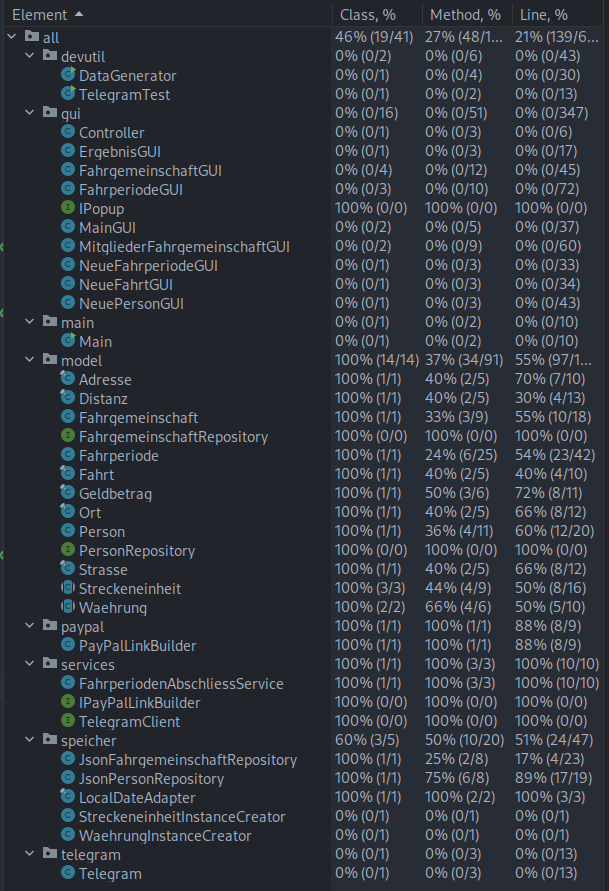 Element Class, % Method, % Line, %
all 46% (19/41) 27% (48/1... 21% (139/6...
devutil 0% (0/2) 0% (0/6) 0% (0/43)
DataGenerator 0% (0/1) 0% (0/4) 0% (0/30)
TelegramTest 0% (0/1) 0% (0/2) 0% (0/13)
gui 0% (0/16) 0% (0/51) 0% (0/347)
Controller 0% (0/1) 0% (0/3) 0% (0/6)
ErgebnisGUI 0% (0/1) 0% (0/3) 0% (0/17)
FahrgemeinschaftGUI 0% (0/4) 0% (0/12) 0% (0/45)
FahrperiodeGUI 0% (0/3) 0% (0/10) 0% (0/72)
IPopup 100% (0/0) 100% (0/0) 100% (0/0)
MainGUI 0% (0/2) 0% (0/5) 0% (0/37)
MitgliederFahrgemeinschaftGUI 0% (0/2) 0% (0/9) 0% (0/60)
NeueFahrperiodeGUI 0% (0/1) 0% (0/3) 0% (0/33)
NeueFahrtGUI 0% (0/1) 0% (0/3) 0% (0/34)
NeuePersonGUI 0% (0/1) 0% (0/3) 0% (0/43)
main 0% (0/1) 0% (0/2) 0% (0/10)
Main 0% (0/1) 0% (0/2) 0% (0/10)
model 100% (14/14) 37% (34/91) 55% (97/1...
Adresse 100% (1/1) 40% (2/5) 70% (7/10)
Distanz 100% (1/1) 40% (2/5) 30% (4/13)
Fahrgemeinschaft 100% (1/1) 33% (3/9) 55% (10/18)
FahrgemeinschaftRepository 100% (0/0) 100% (0/0) 100% (0/0)
Fahrperiode 100% (1/1) 24% (6/25) 54% (23/42)
Fahrt 100% (1/1) 40% (2/5) 40% (4/10)
Geldbetrag 100% (1/1) 50% (3/6) 72% (8/11)
Ort 100% (1/1) 40% (2/5) 66% (8/12)
Person 100% (1/1) 36% (4/11) 60% (12/20)
PersonRepository 100% (0/0) 100% (0/0) 100% (0/0)
Strasse 100% (1/1) 40% (2/5) 66% (8/12)
Streckeneinheit 100% (3/3) 44% (4/9) 50% (8/16)
Waehrung 100% (2/2) 66% (4/6) 50% (5/10)
paypal 100% (1/1) 100% (1/1) 88% (8/9)
PayPalLinkBuilder 100% (1/1) 100% (1/1) 88% (8/9)
services 100% (1/1) 100% (3/3) 100% (10/10)
FahrperiodenAbschliessService 100% (1/1) 100% (3/3) 100% (10/10)
IPayPalLinkBuilder 100% (0/0) 100% (0/0) 100% (0/0)
TelegramClient 100% (0/0) 100% (0/0) 100% (0/0)
speicher 60% (3/5) 50% (10/20) 51% (24/47)
JsonFahrgemeinschaftRepository 100% (1/1) 25% (2/8) 17% (4/23)
JsonPersonRepository 100% (1/1) 75% (6/8) 89% (17/19)
LocalDateAdapter 100% (1/1) 100% (2/2) 100% (3/3)
StreckeneinheitInstanceCreator 0% (0/1) 0% (0/1) 0% (0/1)
WaehrungInstanceCreator 0% (0/1) 0% (0/1) 0% (0/1)
telegram 0% (0/1) 0% (0/3) 0% (0/13)
Telegram 0% (0/1) 0% (0/3) 0% (0/13)